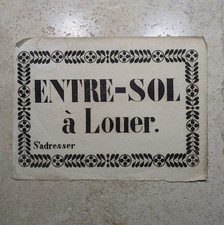 ENTRE-SOL
à Louer.
S'adresser